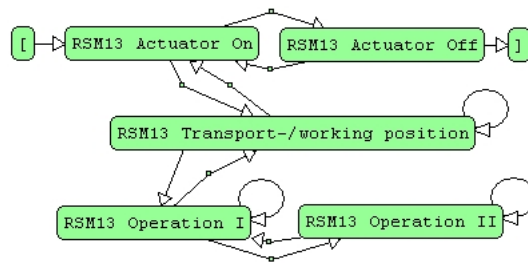 [
RSM13 Actuator On
RSM13 Actuator Off
]
RSM13 Transport-/working position
RSM13 Operation I
RSM13 Operation II